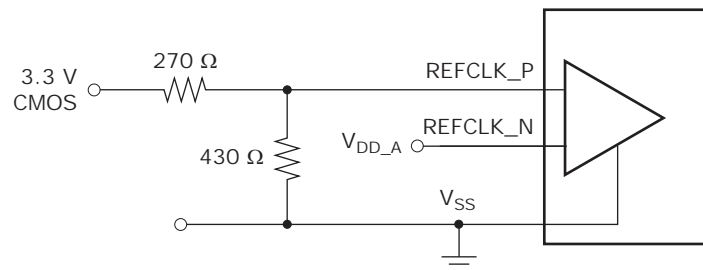 270 Ω
3.3 V
CMOS
REFCLK_P
REFCLK_N
V_DD_A
430 Ω
V_SS